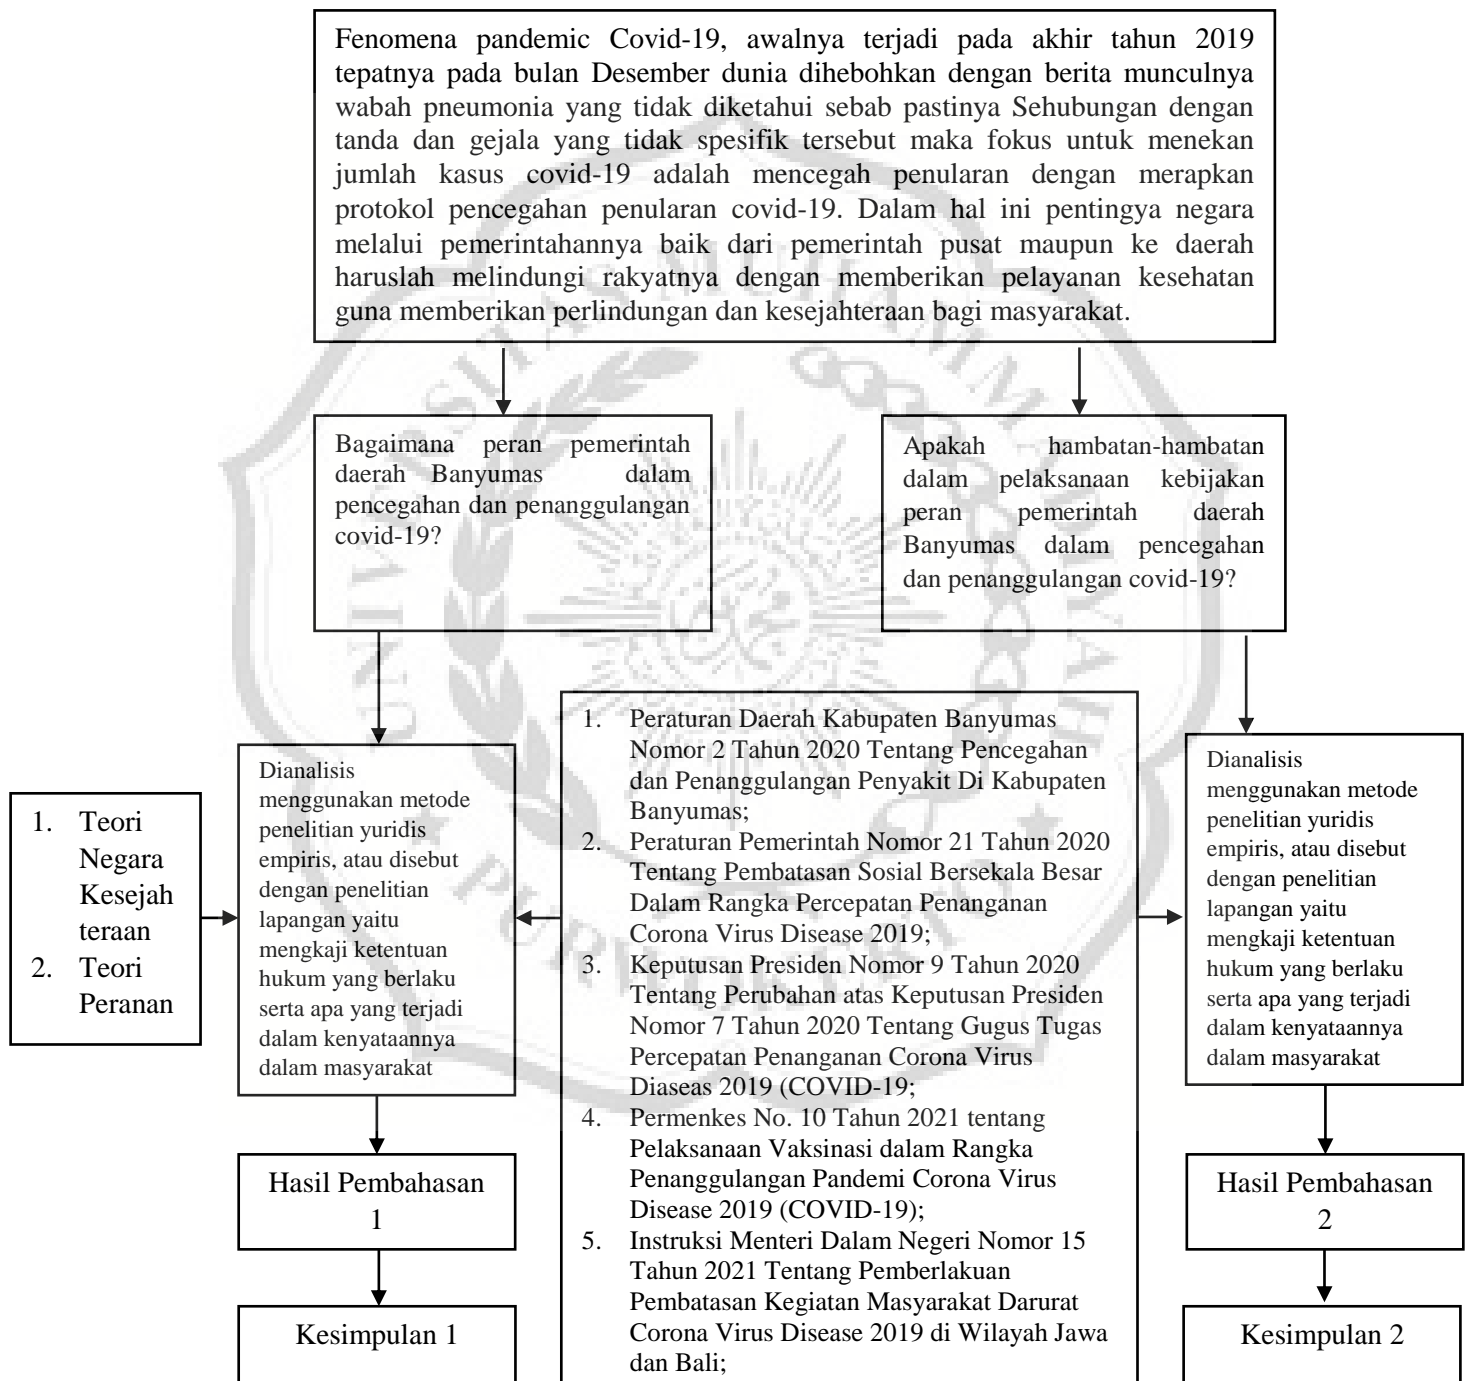 Fenomena pandemic Covid-19, awalnya terjadi pada akhir tahun 2019
tepatnya pada bulan Desember dunia dihebohkan dengan berita munculnya
wabah pneumonia yang tidak diketahui sebab pastinya Sehubungan dengan
tanda dan gejala yang tidak spesifik tersebut maka fokus untuk menekan
jumlah kasus covid-19 adalah mencegah penularan dengan merapkan
protokol pencegahan penularan covid-19. Dalam hal ini pentingya negara
melalui pemerintahannya baik dari pemerintah pusat maupun ke daerah
haruslah melindungi rakyatnya dengan memberikan pelayanan kesehatan
guna memberikan perlindungan dan kesejahteraan bagi masyarakat.
Bagaimana peran pemerintah
daerah Banyumas dalam
pencegahan dan penanggulangan
covid-19?
Apakah hambatan-hambatan
dalam pelaksanaan kebijakan
peran pemerintah daerah
Banyumas dalam pencegahan
dan penanggulangan covid-19?
1. Teori
Negara
Kesejah
teraan
2. Teori
Peranan
Dianalisis
menggunakan metode
penelitian yuridis
empiris, atau disebut
dengan penelitian
lapangan yaitu
mengkaji ketentuan
hukum yang berlaku
serta apa yang terjadi
dalam kenyataannya
dalam masyarakat
1. Peraturan Daerah Kabupaten Banyumas
Nomor 2 Tahun 2020 Tentang Pencegahan
dan Penanggulangan Penyakit Di Kabupaten
Banyumas;
2. Peraturan Pemerintah Nomor 21 Tahun 2020
Tentang Pembatasan Sosial Bersekala Besar
Dalam Rangka Percepatan Penanganan
Corona Virus Disease 2019;
3. Keputusan Presiden Nomor 9 Tahun 2020
Tentang Perubahan atas Keputusan Presiden
Nomor 7 Tahun 2020 Tentang Gugus Tugas
Percepatan Penanganan Corona Virus
Diaseas 2019 (COVID-19;
4. Permenkes No. 10 Tahun 2021 tentang
Pelaksanaan Vaksinasi dalam Rangka
Penanggulangan Pandemi Corona Virus
Disease 2019 (COVID-19);
5. Instruksi Menteri Dalam Negeri Nomor 15
Tahun 2021 Tentang Pemberlakuan
Pembatasan Kegiatan Masyarakat Darurat
Corona Virus Disease 2019 di Wilayah Jawa
dan Bali;
Dianalisis
menggunakan metode
penelitian yuridis
empiris, atau disebut
dengan penelitian
lapangan yaitu
mengkaji ketentuan
hukum yang berlaku
serta apa yang terjadi
dalam kenyataannya
dalam masyarakat
Hasil Pembahasan
1
Hasil Pembahasan
2
Kesimpulan 1
Kesimpulan 2
UNIVERSITAS MUHAMMADIYAH
PURWOKERTO